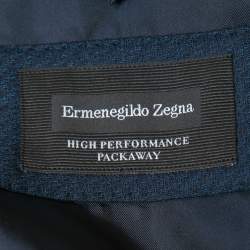 Ermenegildo Zegna
HIGH PERFORMANCE
PACKAWAY